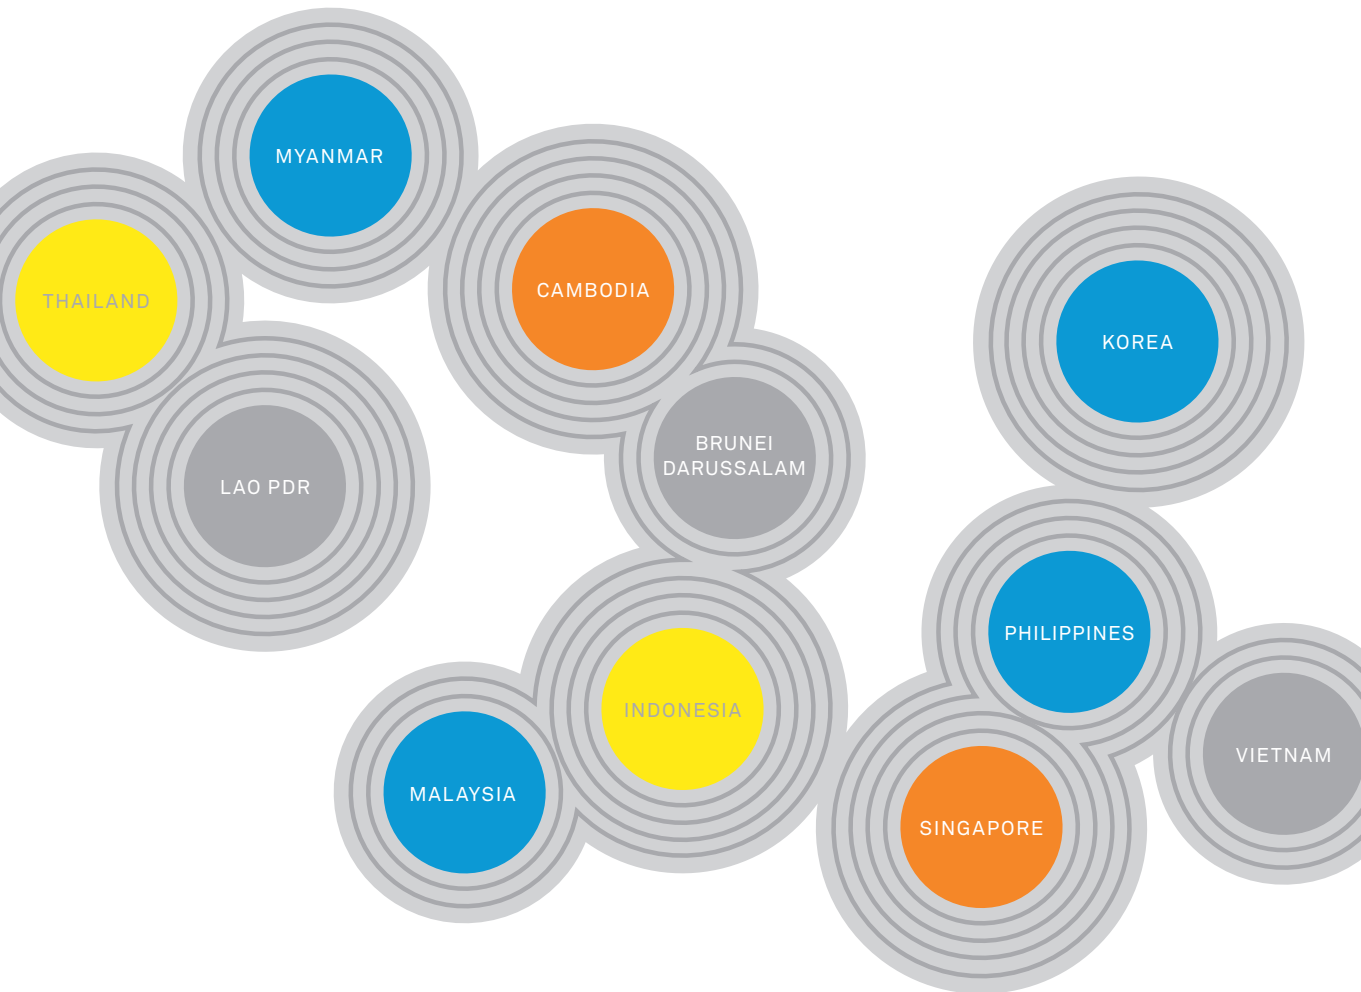 MYANMAR
THAILAND
CAMBODIA
KOREA
BRUNEI
DARUSSALAM
LAO PDR
PHILIPPINES
INDONESIA
VIETNAM
MALAYSIA
SINGAPORE